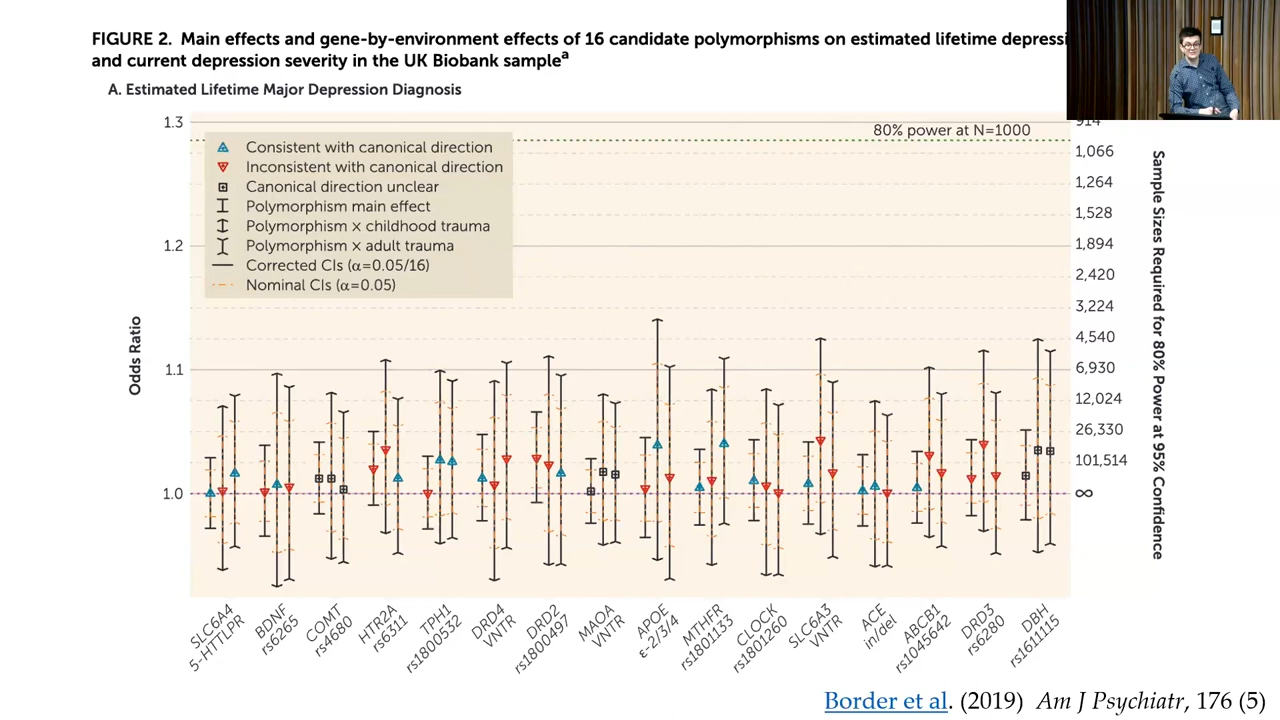 FIGURE 2. Main effects and gene-by-environment effects of 16 candidate polymorphisms on estimated lifetime
and current depression severity in the UK Biobank sampleᵃ
A. Estimated Lifetime Major Depression Diagnosis
80% power at N=1000
Consistent with canonical direction
Inconsistent with canonical direction
Canonical direction unclear
Polymorphism main effect
Polymorphism × childhood trauma
Polymorphism × adult trauma
Corrected CIs (α=0.05/16)
Nominal CIs (α=0.05)
Odds Ratio
1.3
1.2
1.1
1.0
914
1,066
1,264
1,528
1,894
2,420
3,224
4,540
6,930
12,024
26,330
101,514
∞
Sample Sizes Required for 80% Power at 95% Confidence
SLC6A4
5-HTTLPR
BDNF
rs6265
COMT
rs4680
HTR2A
rs6311
TPH1
rs1800532
DRD4
VNTR
DRD2
rs1800497
MAOA
VNTR
APOE
ε-2/3/4
MTHFR
rs1801133
CLOCK
rs1801260
SLC6A3
VNTR
ACE
in/del
ABCB1
rs1045642
DRD3
rs6280
DBH
rs1611115
Border et al. (2019) Am J Psychiatr, 176 (5)